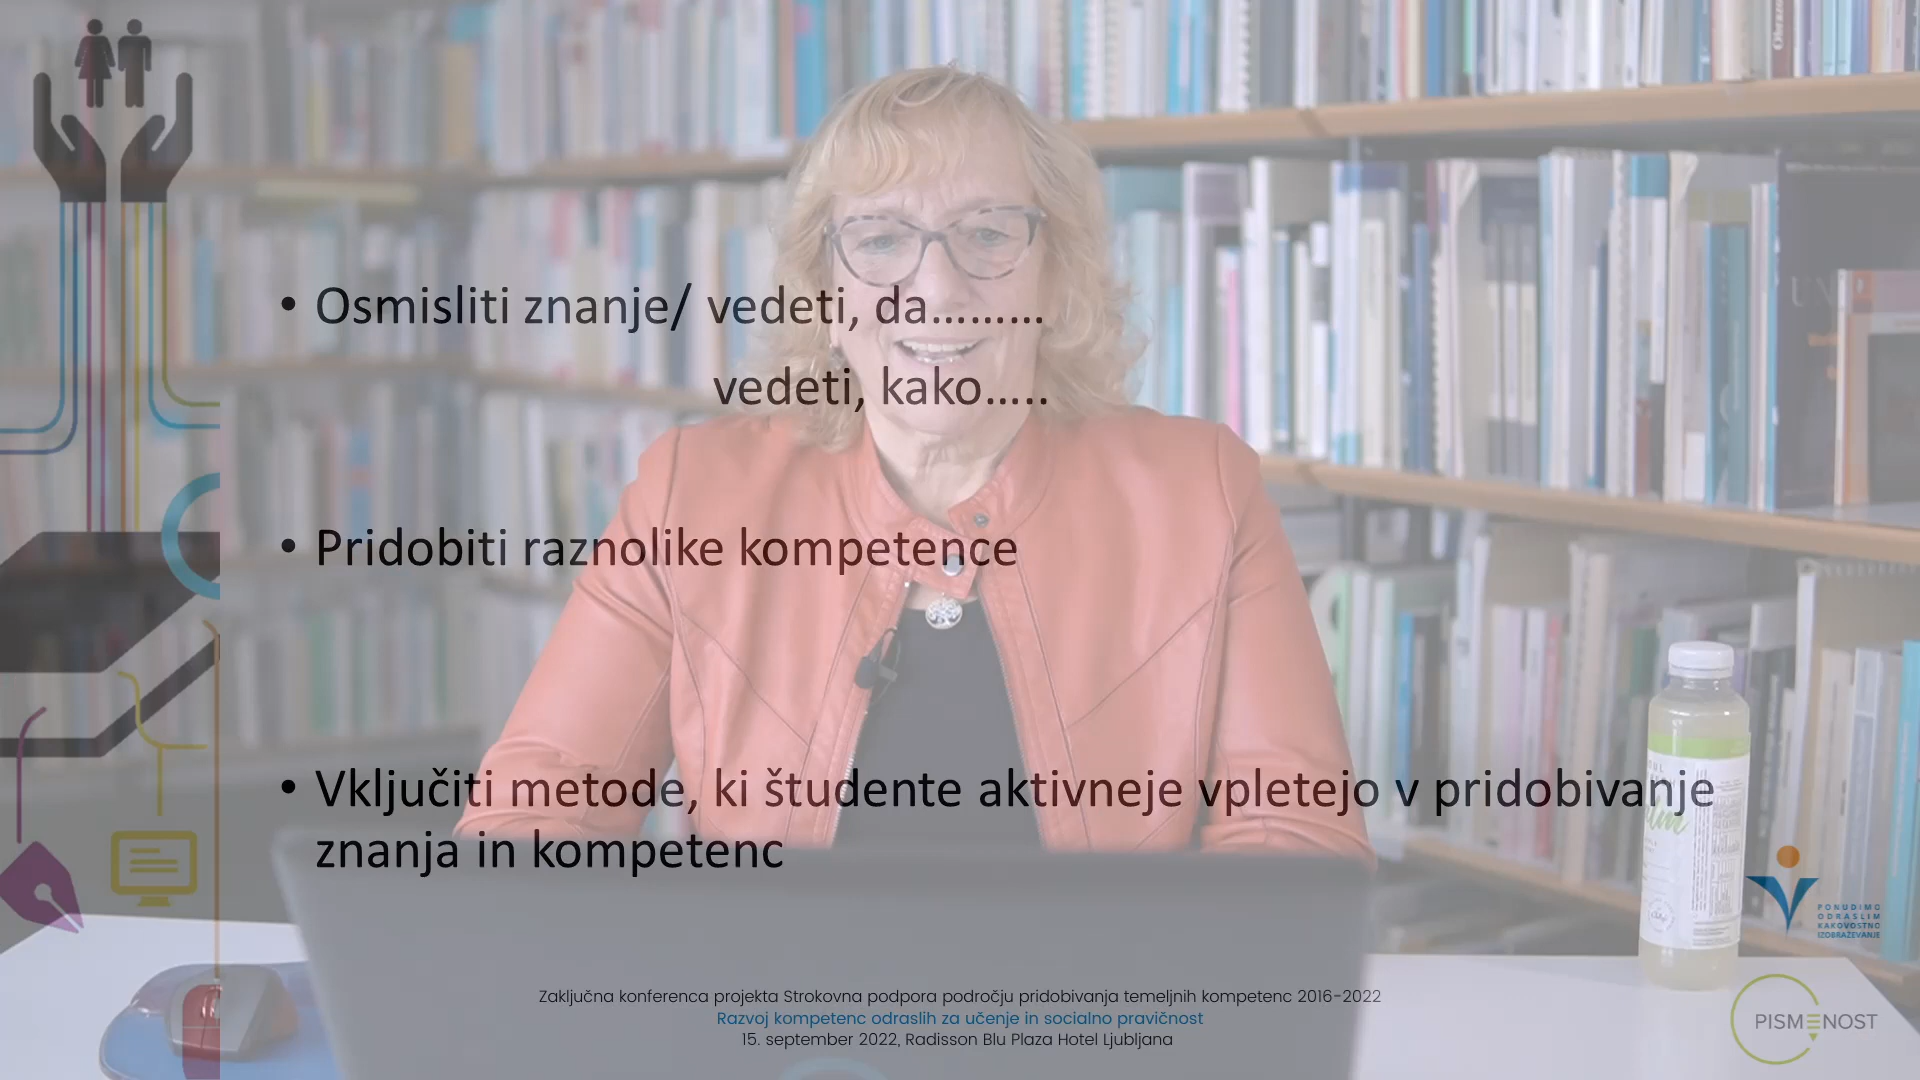 • Osmisliti znanje/ vedeti, da………
vedeti, kako…..
• Pridobiti raznolike kompetence
• Vključiti metode, ki študente aktivneje vpletejo v pridobivanje
znanja in kompetenc
PONUDIMO
ODRASLIM
KAKOVOSTNO
IZOBRAŽEVANJE
Zaključna konferenca projekta Strokovna podpora področju pridobivanja temeljnih kompetenc 2016-2022
Razvoj kompetenc odraslih za učenje in socialno pravičnost
15. september 2022, Radisson Blu Plaza Hotel Ljubljana
PISMENOST